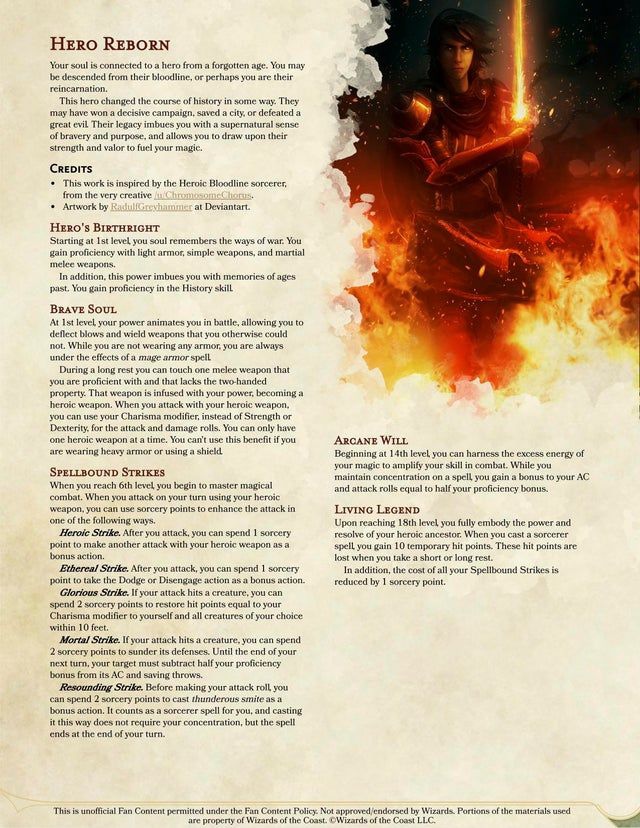 Hero Reborn
Your soul is connected to a hero from a forgotten age. You may
be descended from their bloodline, or perhaps you are their
reincarnation.
This hero changed the course of history in some way. They
may have won a decisive campaign, saved a city, or defeated a
great evil. Their legacy imbues you with a supernatural sense
of bravery and purpose, and allows you to draw upon their
strength and valor to fuel your magic.
Credits
• This work is inspired by the Heroic Bloodline sorcerer,
from the very creative /u/ChromosomeChorus.
• Artwork by RadulfGreyhammer at Deviantart.
Hero's Birthright
Starting at 1st level, you soul remembers the ways of war. You
gain proficiency with light armor, simple weapons, and martial
melee weapons.
In addition, this power imbues you with memories of ages
past. You gain proficiency in the History skill.
Brave Soul
At 1st level, your power animates you in battle, allowing you to
deflect blows and wield weapons that you otherwise could
not. While you are not wearing any armor, you are always
under the effects of a mage armor spell.
During a long rest you can touch one melee weapon that
you are proficient with and that lacks the two-handed
property. That weapon is infused with your power, becoming a
heroic weapon. When you attack with your heroic weapon,
you can use your Charisma modifier, instead of Strength or
Dexterity, for the attack and damage rolls. You can only have
one heroic weapon at a time. You can't use this benefit if you
are wearing heavy armor or using a shield.
Spellbound Strikes
When you reach 6th level, you begin to master magical
combat. When you attack on your turn using your heroic
weapon, you can use sorcery points to enhance the attack in
one of the following ways.
Heroic Strike. After you attack, you can spend 1 sorcery
point to make another attack with your heroic weapon as a
bonus action.
Ethereal Strike. After you attack, you can spend 1 sorcery
point to take the Dodge or Disengage action as a bonus action.
Glorious Strike. If your attack hits a creature, you can
spend 2 sorcery points to restore hit points equal to your
Charisma modifier to yourself and all creatures of your choice
within 10 feet.
Mortal Strike. If your attack hits a creature, you can spend
2 sorcery points to sunder its defenses. Until the end of your
next turn, your target must subtract half your proficiency
bonus from its AC and saving throws.
Resounding Strike. Before making your attack roll, you
can spend 2 sorcery points to cast thunderous smite as a
bonus action. It counts as a sorcerer spell for you, and casting
it this way does not require your concentration, but the spell
ends at the end of your turn.
Arcane Will
Beginning at 14th level, you can harness the excess energy of
your magic to amplify your skill in combat. While you
maintain concentration on a spell, you gain a bonus to your AC
and attack rolls equal to half your proficiency bonus.
Living Legend
Upon reaching 18th level, you fully embody the power and
resolve of your heroic ancestor. When you cast a sorcerer
spell, you gain 10 temporary hit points. These hit points are
lost when you take a short or long rest.
In addition, the cost of all your Spellbound Strikes is
reduced by 1 sorcery point.
This is unofficial Fan Content permitted under the Fan Content Policy. Not approved/endorsed by Wizards. Portions of the materials used
are property of Wizards of the Coast. ©Wizards of the Coast LLC.